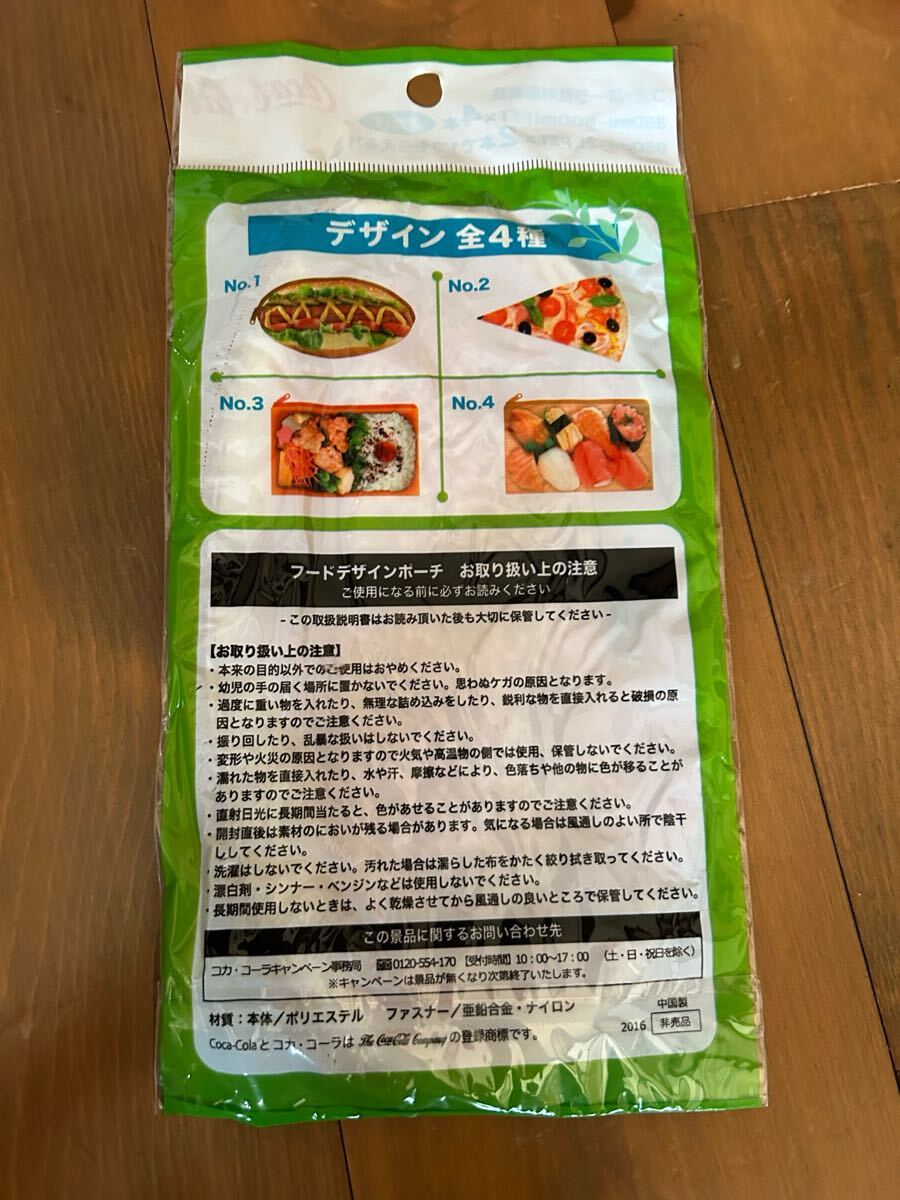 デザイン 全4種
No.1
No.2
No.3
No.4
フードデザインポーチ　お取り扱い上の注意
ご使用になる前に必ずお読みください
- この取扱説明書はお読み頂いた後も大切に保管してください -
【お取り扱い上の注意】
・本来の目的以外でのご使用はおやめください。
・幼児の手の届く場所に置かないでください。思わぬケガの原因となります。
・過度に重い物を入れたり、無理な詰め込みをしたり、鋭利な物を直接入れると破損の原
因となりますのでご注意ください。
・振り回したり、乱暴な扱いはしないでください。
・変形や火災の原因となりますので火気や高温物の側では使用、保管しないでください。
・濡れた物を直接入れたり、水や汗、摩擦などにより、色落ちや他の物に色が移ることが
ありますのでご注意ください。
・直射日光に長期間当たると、色があせることがありますのでご注意ください。
・開封直後は素材のにおいが残る場合があります。気になる場合は風通しのよい所で陰干
ししてください。
・洗濯はしないでください。汚れた場合は濡らした布をかたく絞り拭き取ってください。
・漂白剤・シンナー・ベンジンなどは使用しないでください。
・長期間使用しないときは、よく乾燥させてから風通しの良いところで保管してください。
この景品に関するお問い合わせ先
コカ・コーラキャンペーン事務局 0120-554-170 [受付時間] 10：00〜17：00 （土・日・祝日を除く）
※キャンペーンは景品が無くなり次第終了いたします。
材質：本体／ポリエステル　ファスナー／亜鉛合金・ナイロン
中国製
2016 非売品
Coca-Colaとコカ・コーラは The Coca-Cola Company の登録商標です。